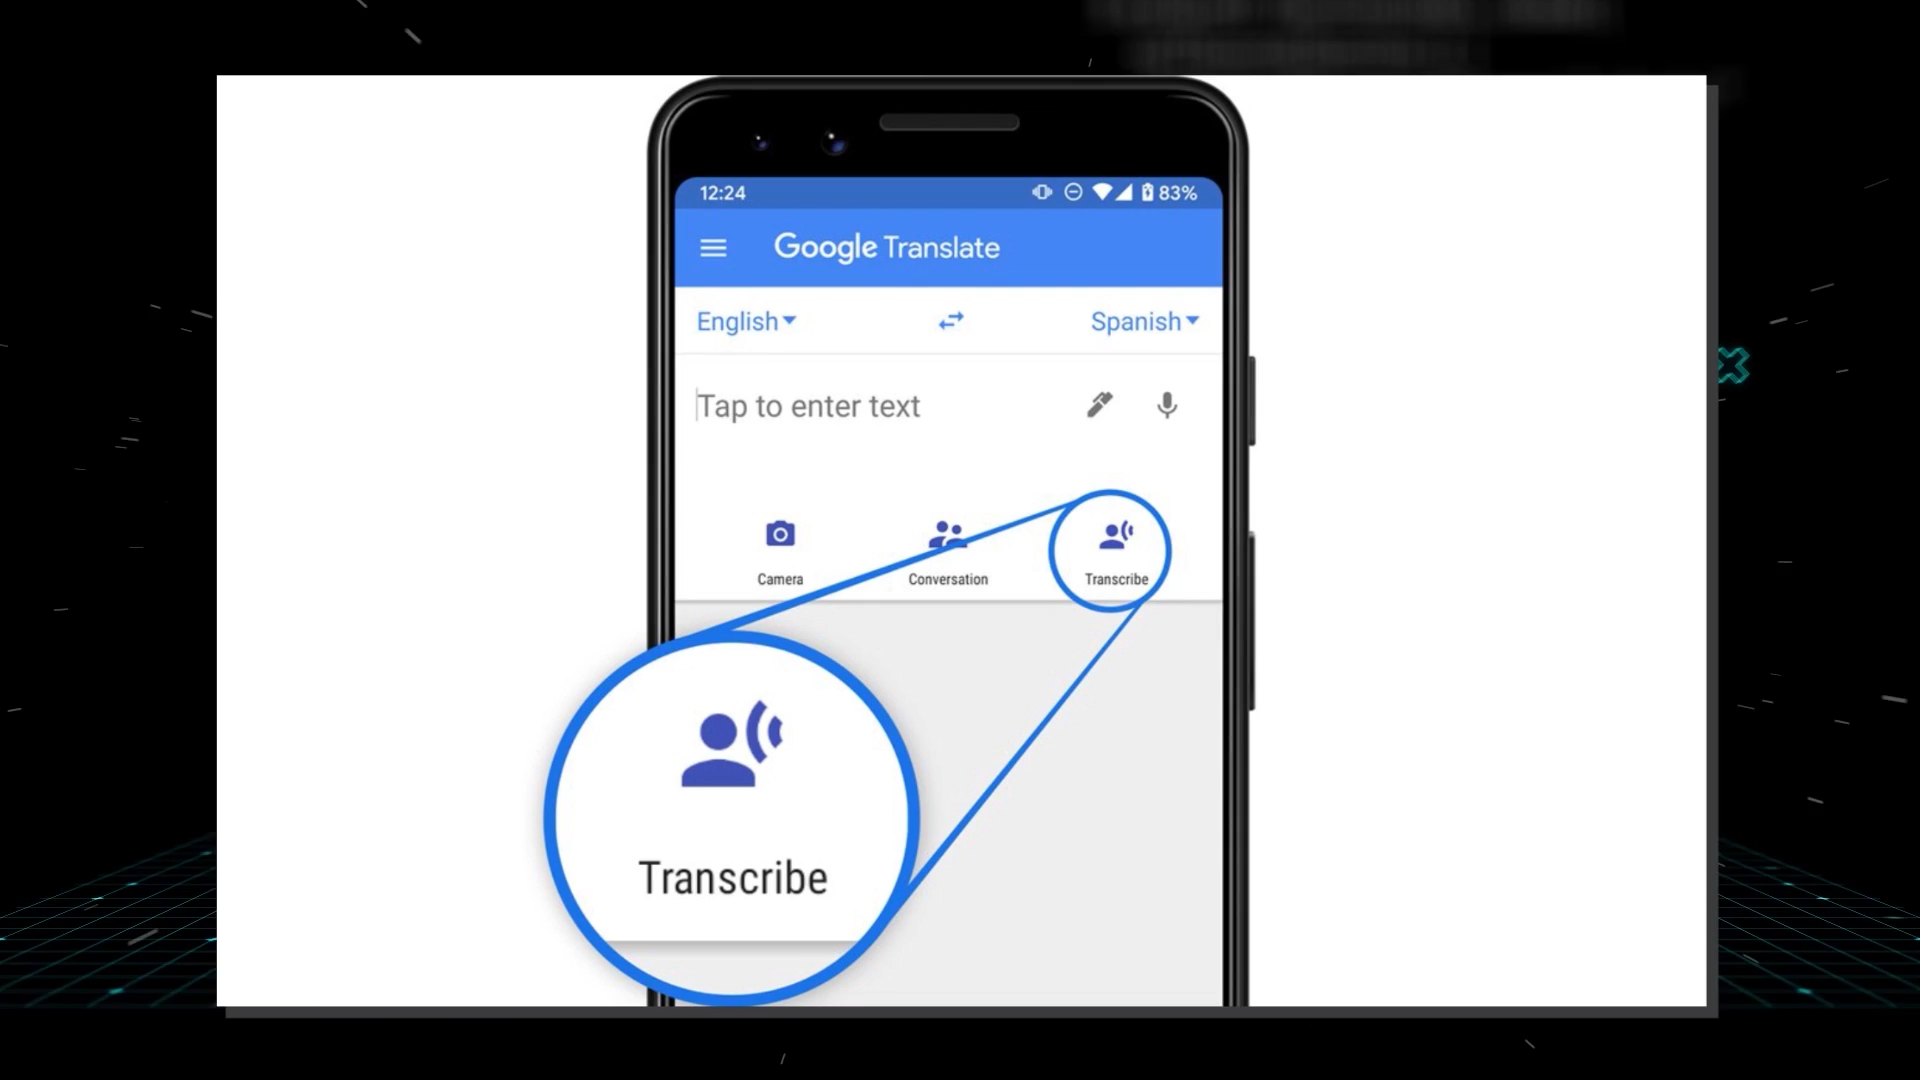 12:24 83%
Google Translate
English Spanish
Tap to enter text
Camera Conversation Transcribe
Transcribe